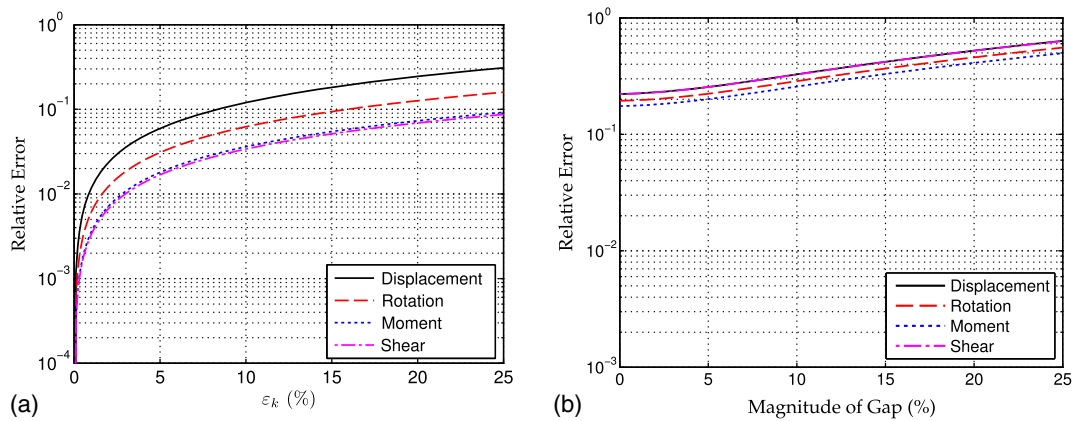 10^0
10^-1
10^-2
10^-3
10^-4
Relative Error
0 5 10 15 20 25
ε_k (%)
Displacement
Rotation
Moment
Shear
(a)
10^0
10^-1
10^-2
10^-3
Relative Error
0 5 10 15 20 25
Magnitude of Gap (%)
Displacement
Rotation
Moment
Shear
(b)